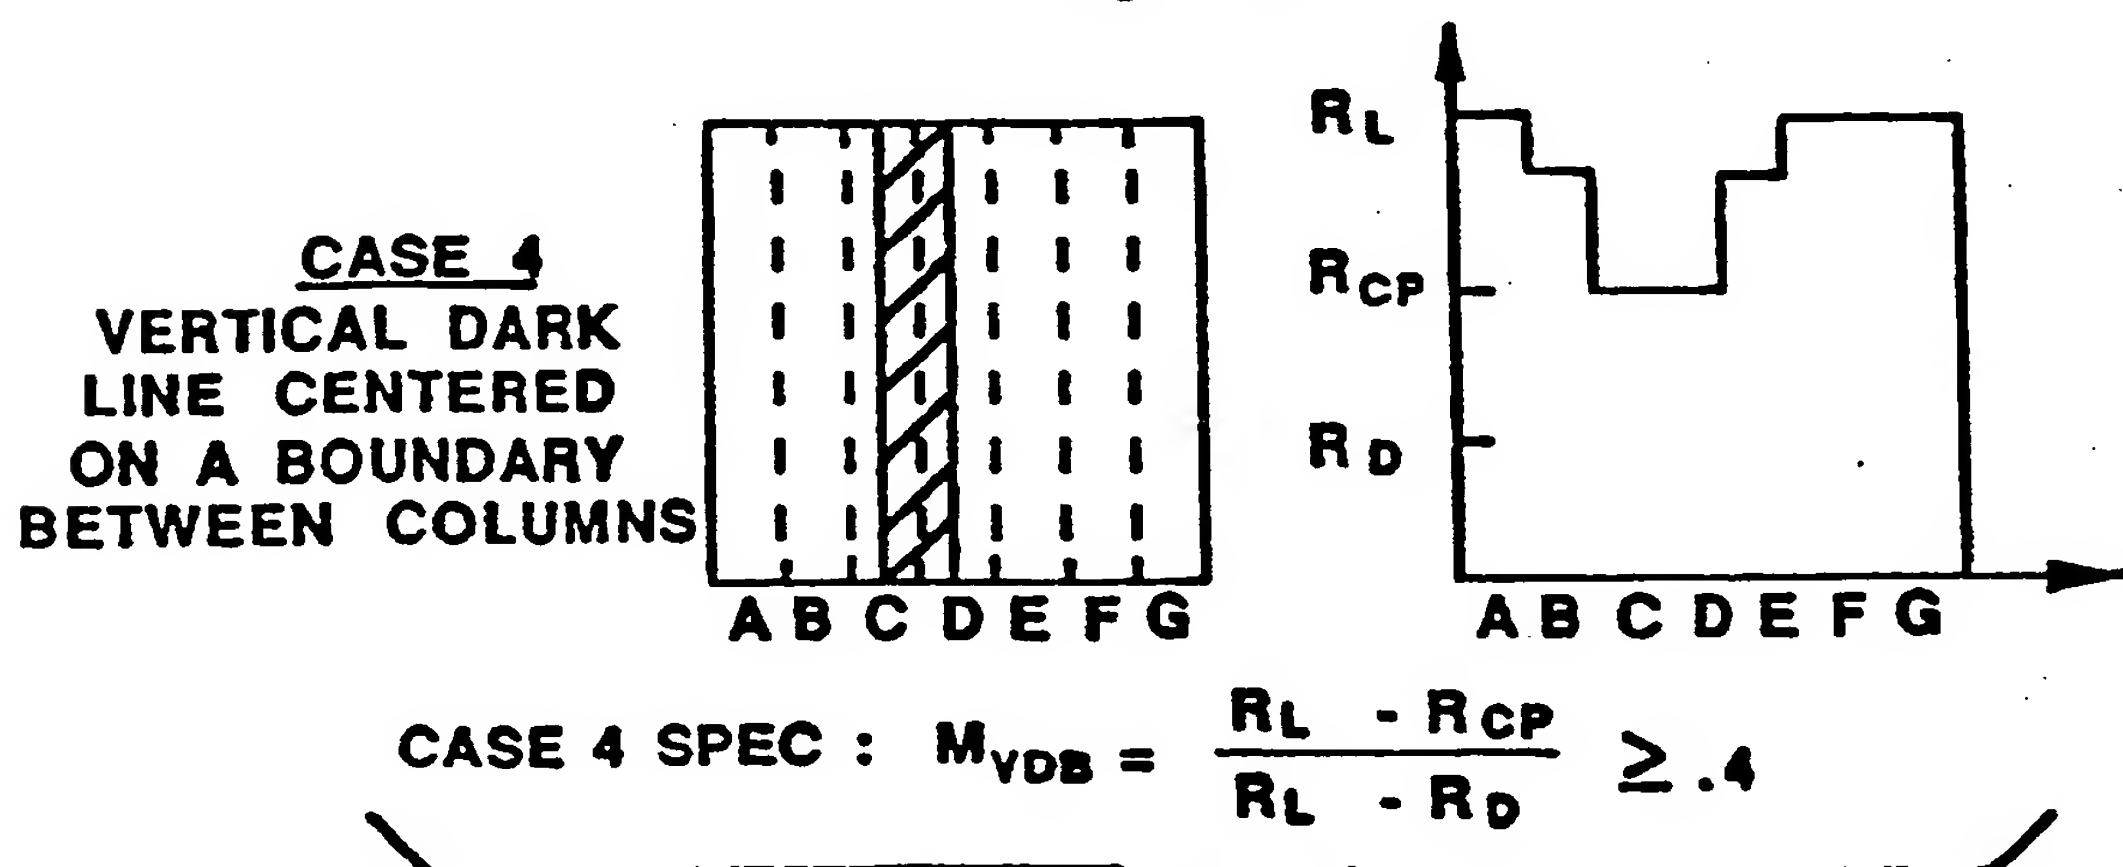 CASE 4
VERTICAL DARK
LINE CENTERED
ON A BOUNDARY
BETWEEN COLUMNS
A B C D E F G
RL
RCP
RD
A B C D E F G
CASE 4 SPEC : MVDB = RL - RCP / RL - RD ≥ .4